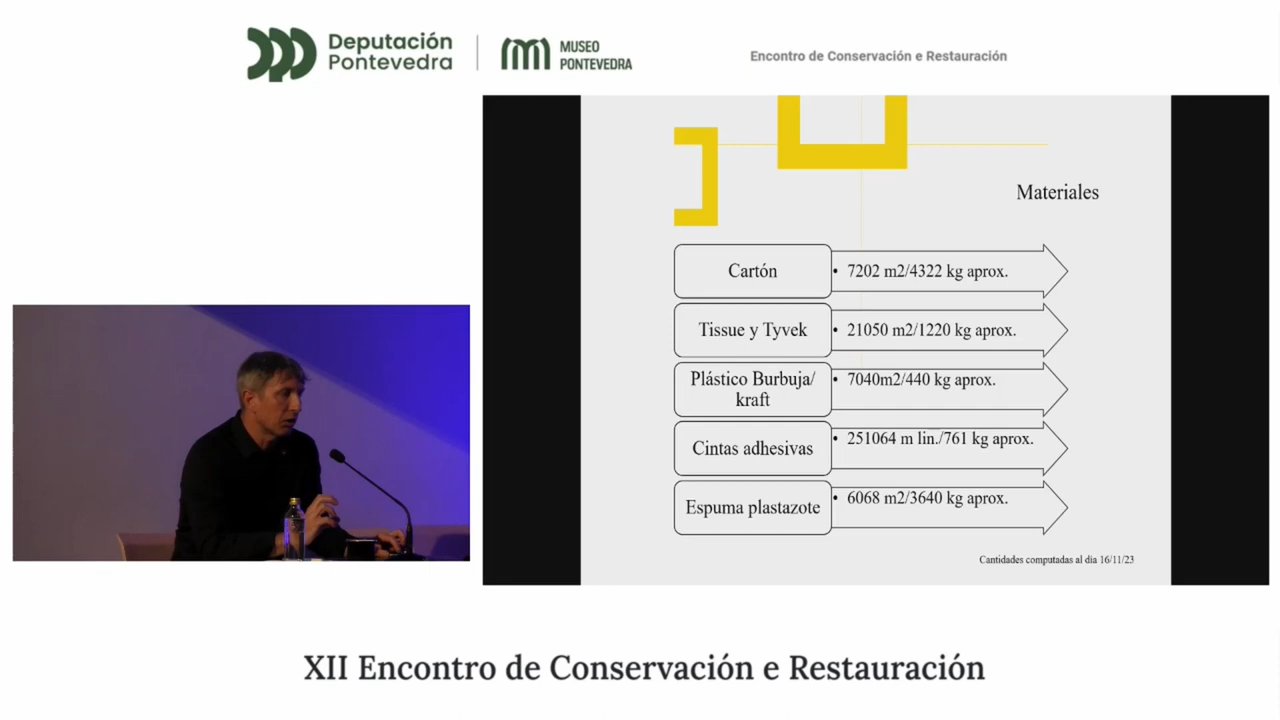 Deputación
Pontevedra
MUSEO
PONTEVEDRA
Encontro de Conservación e Restauración
Materiales
Cartón
• 7202 m2/4322 kg aprox.
Tissue y Tyvek
• 21050 m2/1220 kg aprox.
Plástico Burbuja/
kraft
• 7040m2/440 kg aprox.
Cintas adhesivas
• 251064 m lin./761 kg aprox.
Espuma plastazote
• 6068 m2/3640 kg aprox.
Cantidades computadas al día 16/11/23
XII Encontro de Conservación e Restauración